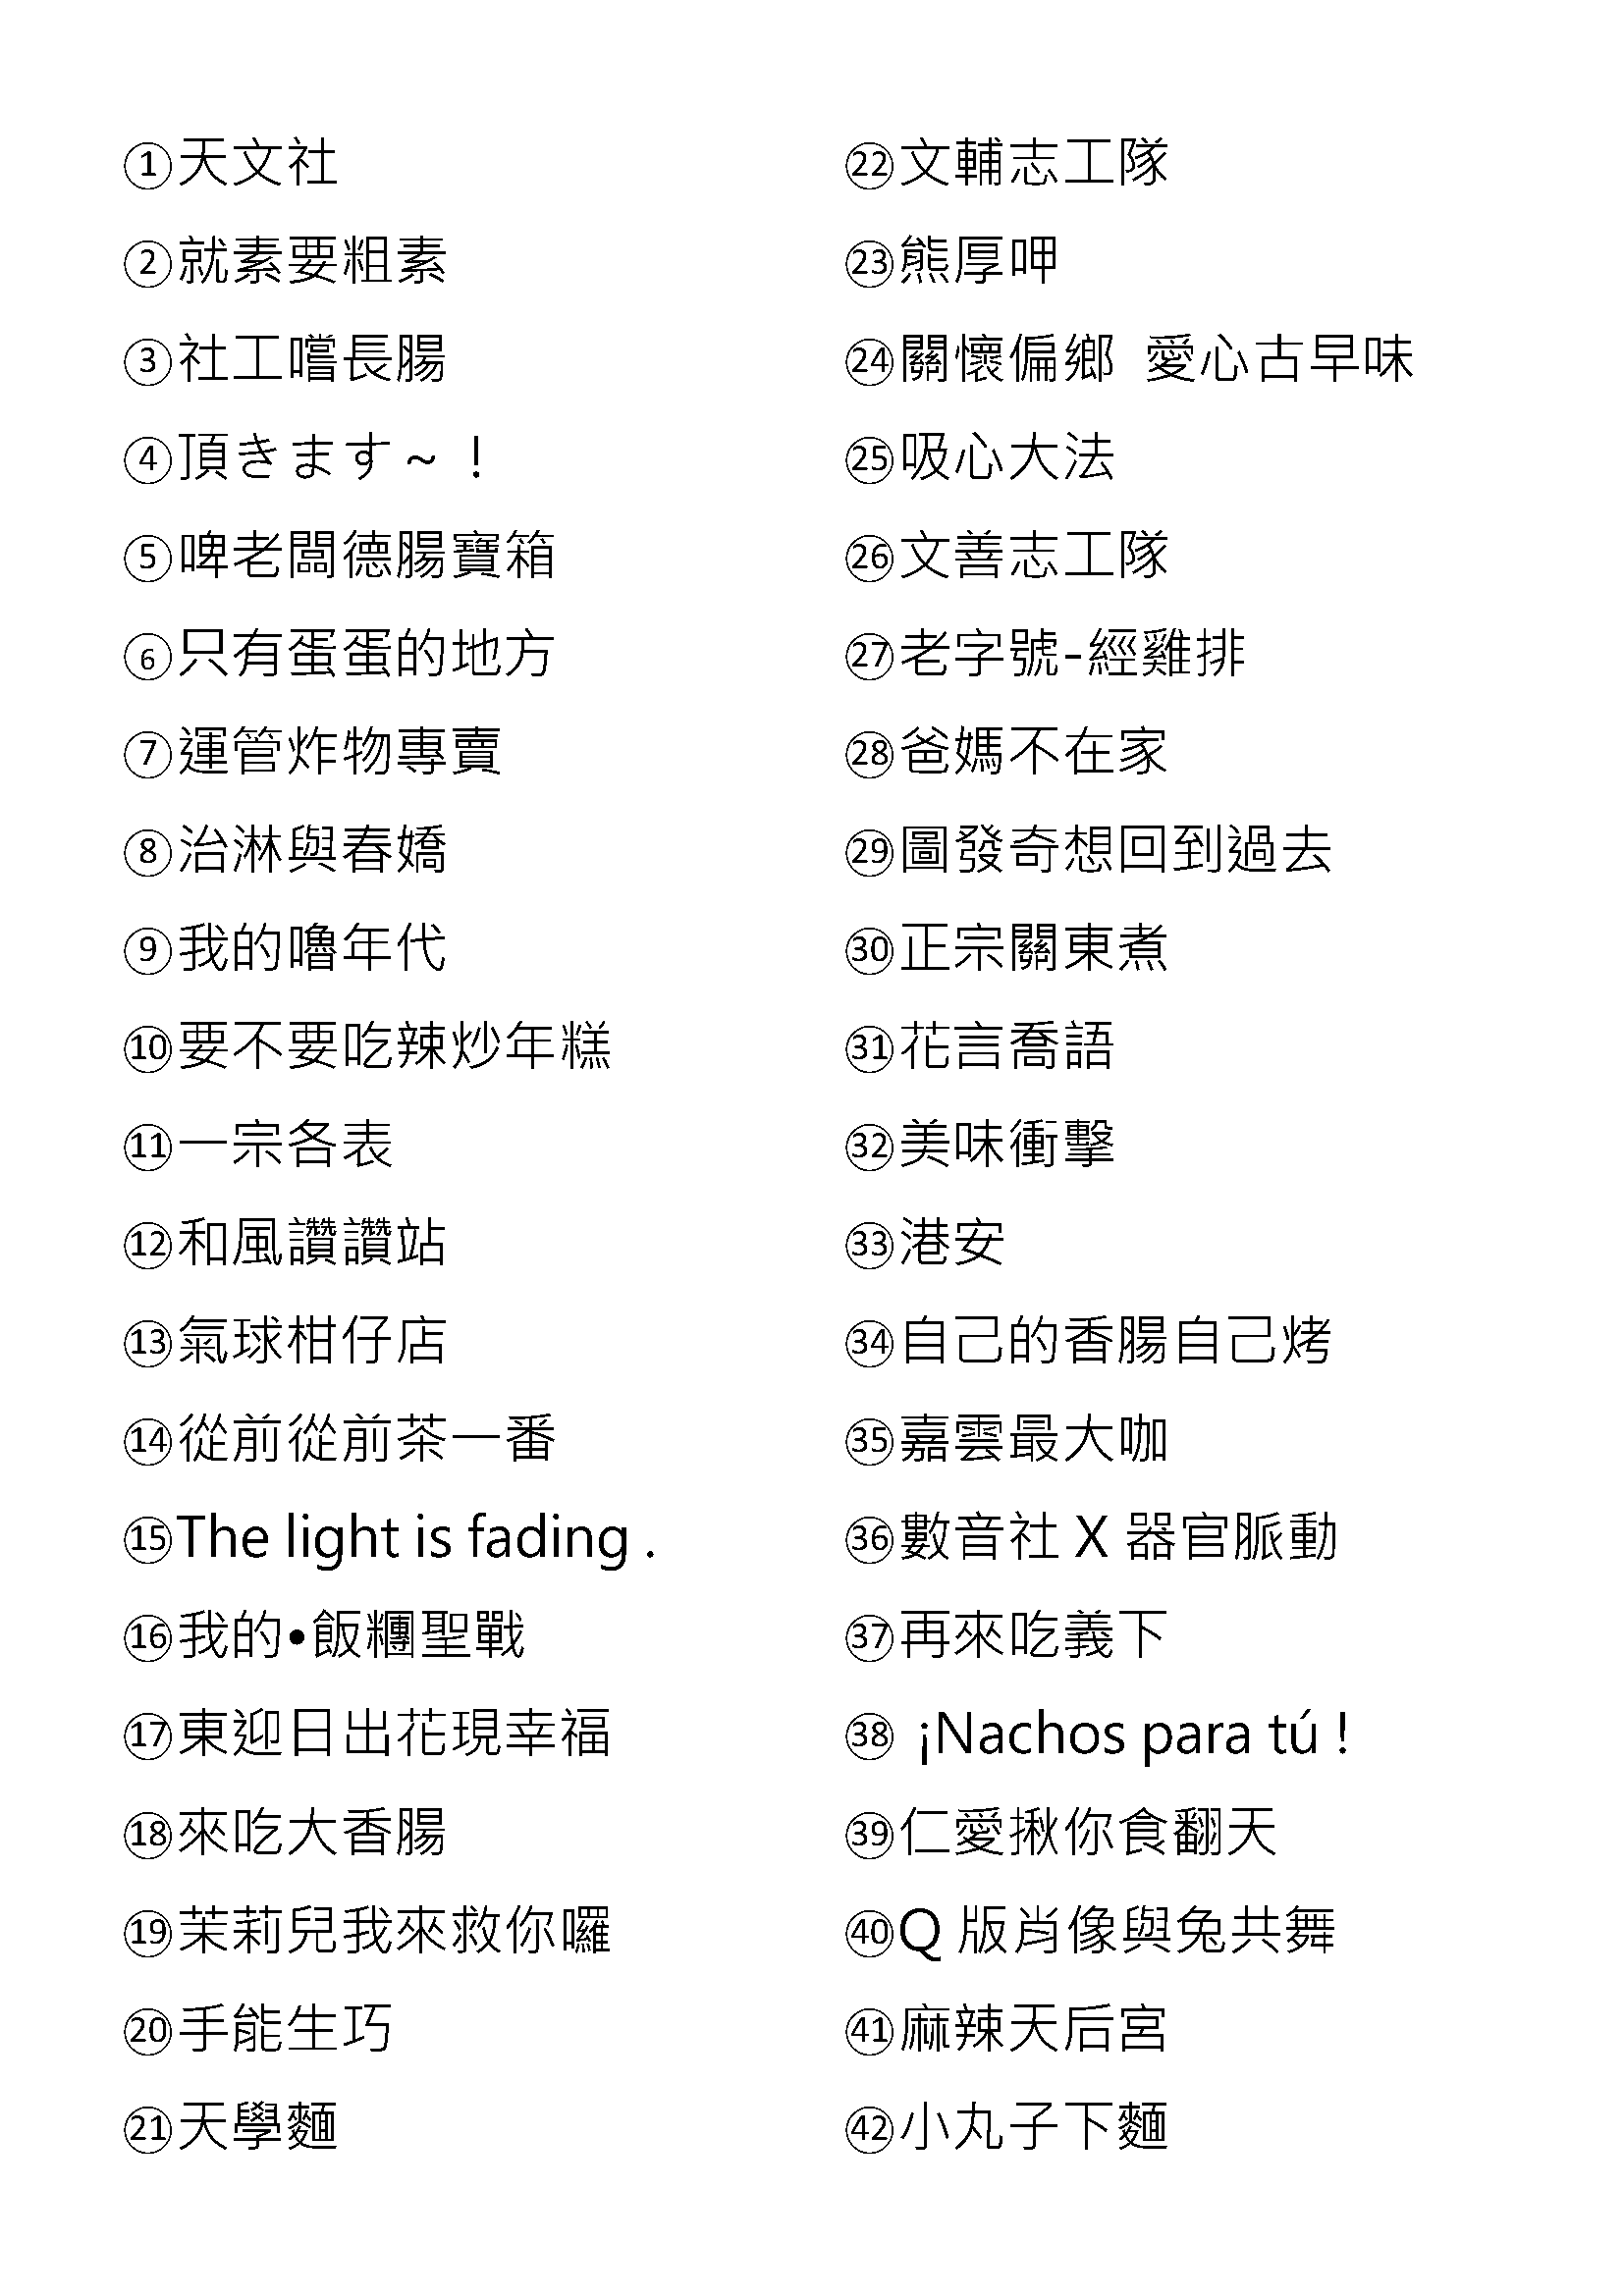 ①天文社
②就素要粗素
③社工嚐長腸
④頂きます~！
⑤啤老闆德腸寶箱
⑥只有蛋蛋的地方
⑦運管炸物專賣
⑧治淋與春嬌
⑨我的嚕年代
⑩要不要吃辣炒年糕
⑪一宗各表
⑫和風讚讚站
⑬氣球柑仔店
⑭從前從前茶一番
⑮The light is fading .
⑯我的•飯糰聖戰
⑰東迎日出花現幸福
⑱來吃大香腸
⑲茉莉兒我來救你囉
⑳手能生巧
㉑天學麵
㉒文輔志工隊
㉓熊厚呷
㉔關懷偏鄉 愛心古早味
㉕吸心大法
㉖文善志工隊
㉗老字號-經雞排
㉘爸媽不在家
㉙圖發奇想回到過去
㉚正宗關東煮
㉛花言喬語
㉜美味衝擊
㉝港安
㉞自己的香腸自己烤
㉟嘉雲最大咖
㊱數音社 X 器官脈動
㊲再來吃義下
㊳ ¡Nachos para tú !
㊴仁愛揪你食翻天
㊵Q 版肖像與兔共舞
㊶麻辣天后宮
㊷小丸子下麵